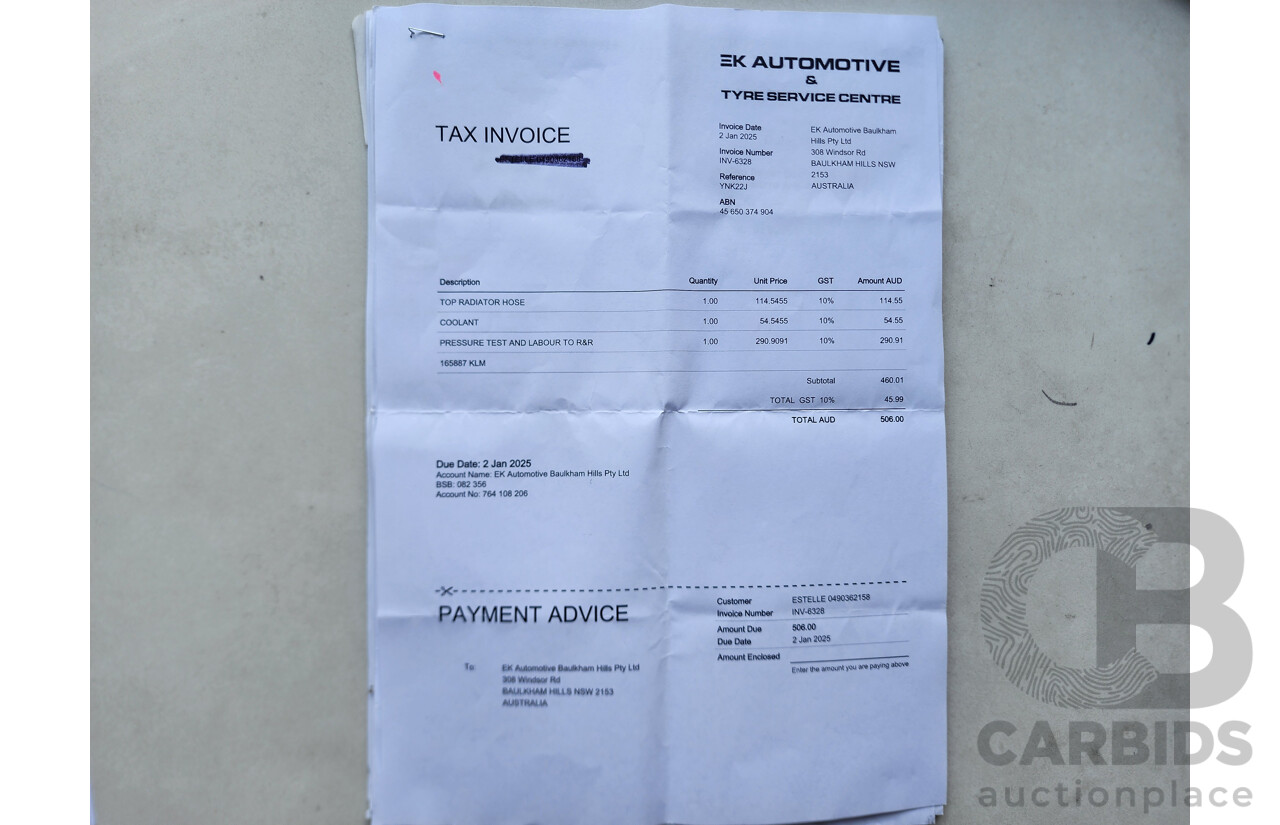 EK AUTOMOTIVE
&
TYRE SERVICE CENTRE
TAX INVOICE
Invoice Date
2 Jan 2025
Invoice Number
INV-6328
Reference
YNK22J
ABN
45 650 374 904
EK Automotive Baulkham
Hills Pty Ltd
308 Windsor Rd
BAULKHAM HILLS NSW
2153
AUSTRALIA
Description Quantity Unit Price GST Amount AUD
TOP RADIATOR HOSE 1.00 114.5455 10% 114.55
COOLANT 1.00 54.5455 10% 54.55
PRESSURE TEST AND LABOUR TO R&R 1.00 290.9091 10% 290.91
165887 KLM
Subtotal 460.01
TOTAL GST 10% 45.99
TOTAL AUD 506.00
Due Date: 2 Jan 2025
Account Name: EK Automotive Baulkham Hills Pty Ltd
BSB: 082 356
Account No: 764 108 206
PAYMENT ADVICE
To: EK Automotive Baulkham Hills Pty Ltd
308 Windsor Rd
BAULKHAM HILLS NSW 2153
AUSTRALIA
Customer ESTELLE 0490362158
Invoice Number INV-6328
Amount Due 506.00
Due Date 2 Jan 2025
Amount Enclosed
Enter the amount you are paying above
CARBIDS
auctionplace